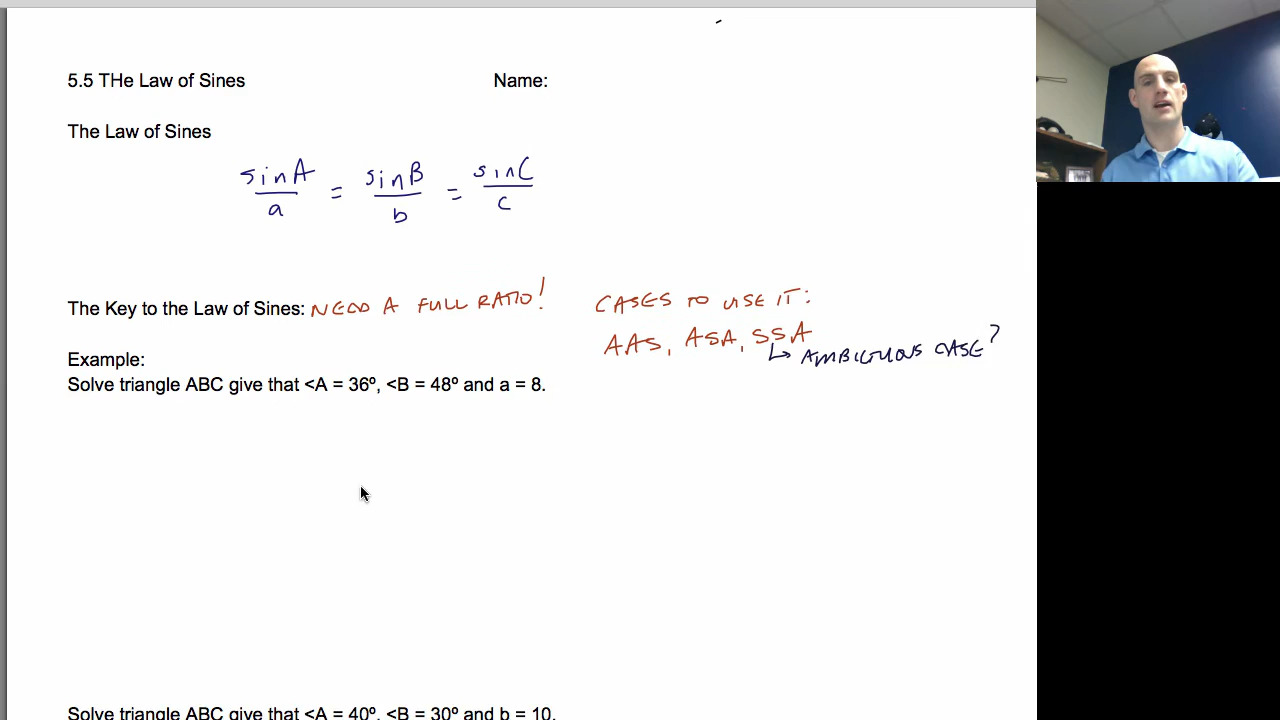 5.5 THe Law of Sines Name:
The Law of Sines
sinA/a = sinB/b = sinC/c
The Key to the Law of Sines: NEED A FULL RATIO! CASES TO USE IT:
AAS, ASA, SSA
↳ AMBIGUOUS CASE?
Example:
Solve triangle ABC give that <A = 36º, <B = 48º and a = 8.
Solve triangle ABC give that <A = 40º, <B = 30º and b = 10.